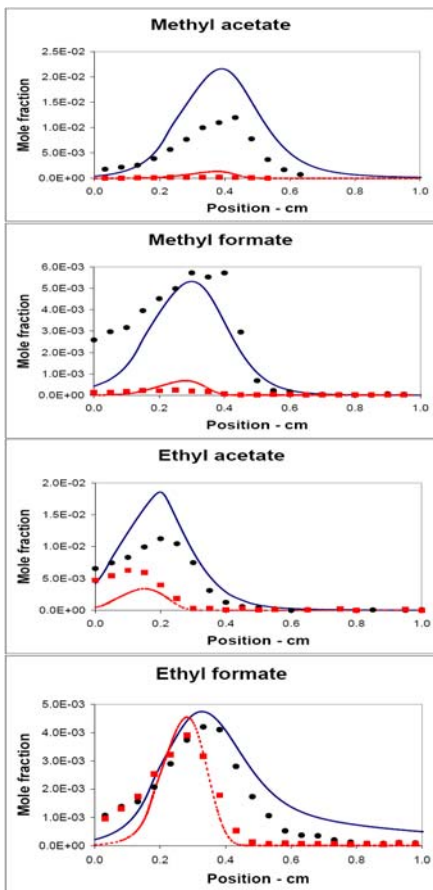 Methyl acetate
2.5E-02
2.0E-02
1.5E-02
1.0E-02
5.0E-03
0.0E+00
Mole fraction
0.0 0.2 0.4 0.6 0.8 1.0
Position - cm
Methyl formate
6.0E-03
5.0E-03
4.0E-03
3.0E-03
2.0E-03
1.0E-03
0.0E+00
Mole fraction
0.0 0.2 0.4 0.6 0.8 1.0
Position - cm
Ethyl acetate
2.0E-02
1.5E-02
1.0E-02
5.0E-03
0.0E+00
Mole fraction
0.0 0.2 0.4 0.6 0.8 1.0
Position - cm
Ethyl formate
5.0E-03
4.0E-03
3.0E-03
2.0E-03
1.0E-03
0.0E+00
Mole fraction
0.0 0.2 0.4 0.6 0.8 1.0
Position - cm